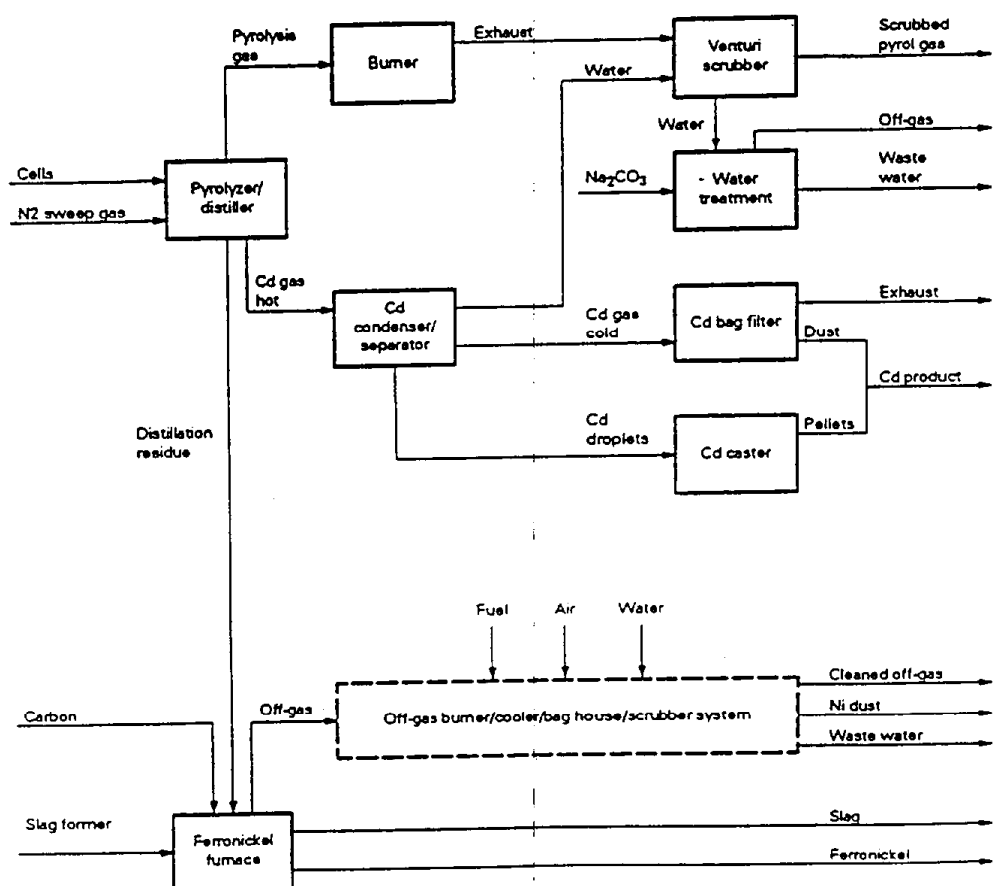 Pyrolysis
gas
Burner
Exhaust
Venturi
scrubber
Scrubbed
pyrol gas
Water
Water
Off-gas
Cells
N2 sweep gas
Pyrolyzer/
distiller
Na2CO3
- Water
treatment
Waste
water
Cd gas
hot
Cd
condenser/
separator
Cd gas
cold
Cd bag filter
Exhaust
Dust
Cd product
Distillation
residue
Cd
droplets
Pellets
Cd caster
Fuel
Air
Water
Carbon
Off-gas
Off-gas burner/cooler/bag house/scrubber system
Cleaned off-gas
Ni dust
Waste water
Slag former
Ferronickel
furnace
Slag
Ferronickel